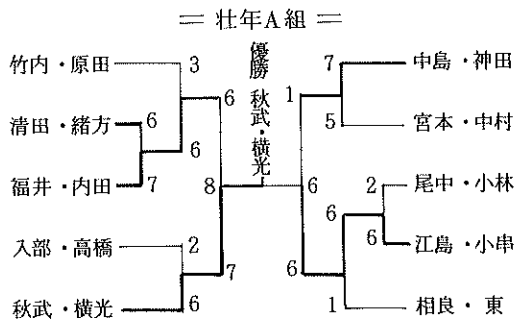 ＝ 壮年A組 ＝
優勝 秋武・横光
竹内・原田 3
清田・緒方 6
福井・内田 7
6
6
入部・高橋 2
秋武・横光 6
7
8
中島・神田 7
宮本・中村 5
1
尾中・小林 2
江島・小串 6
6
相良・東 1
6
6